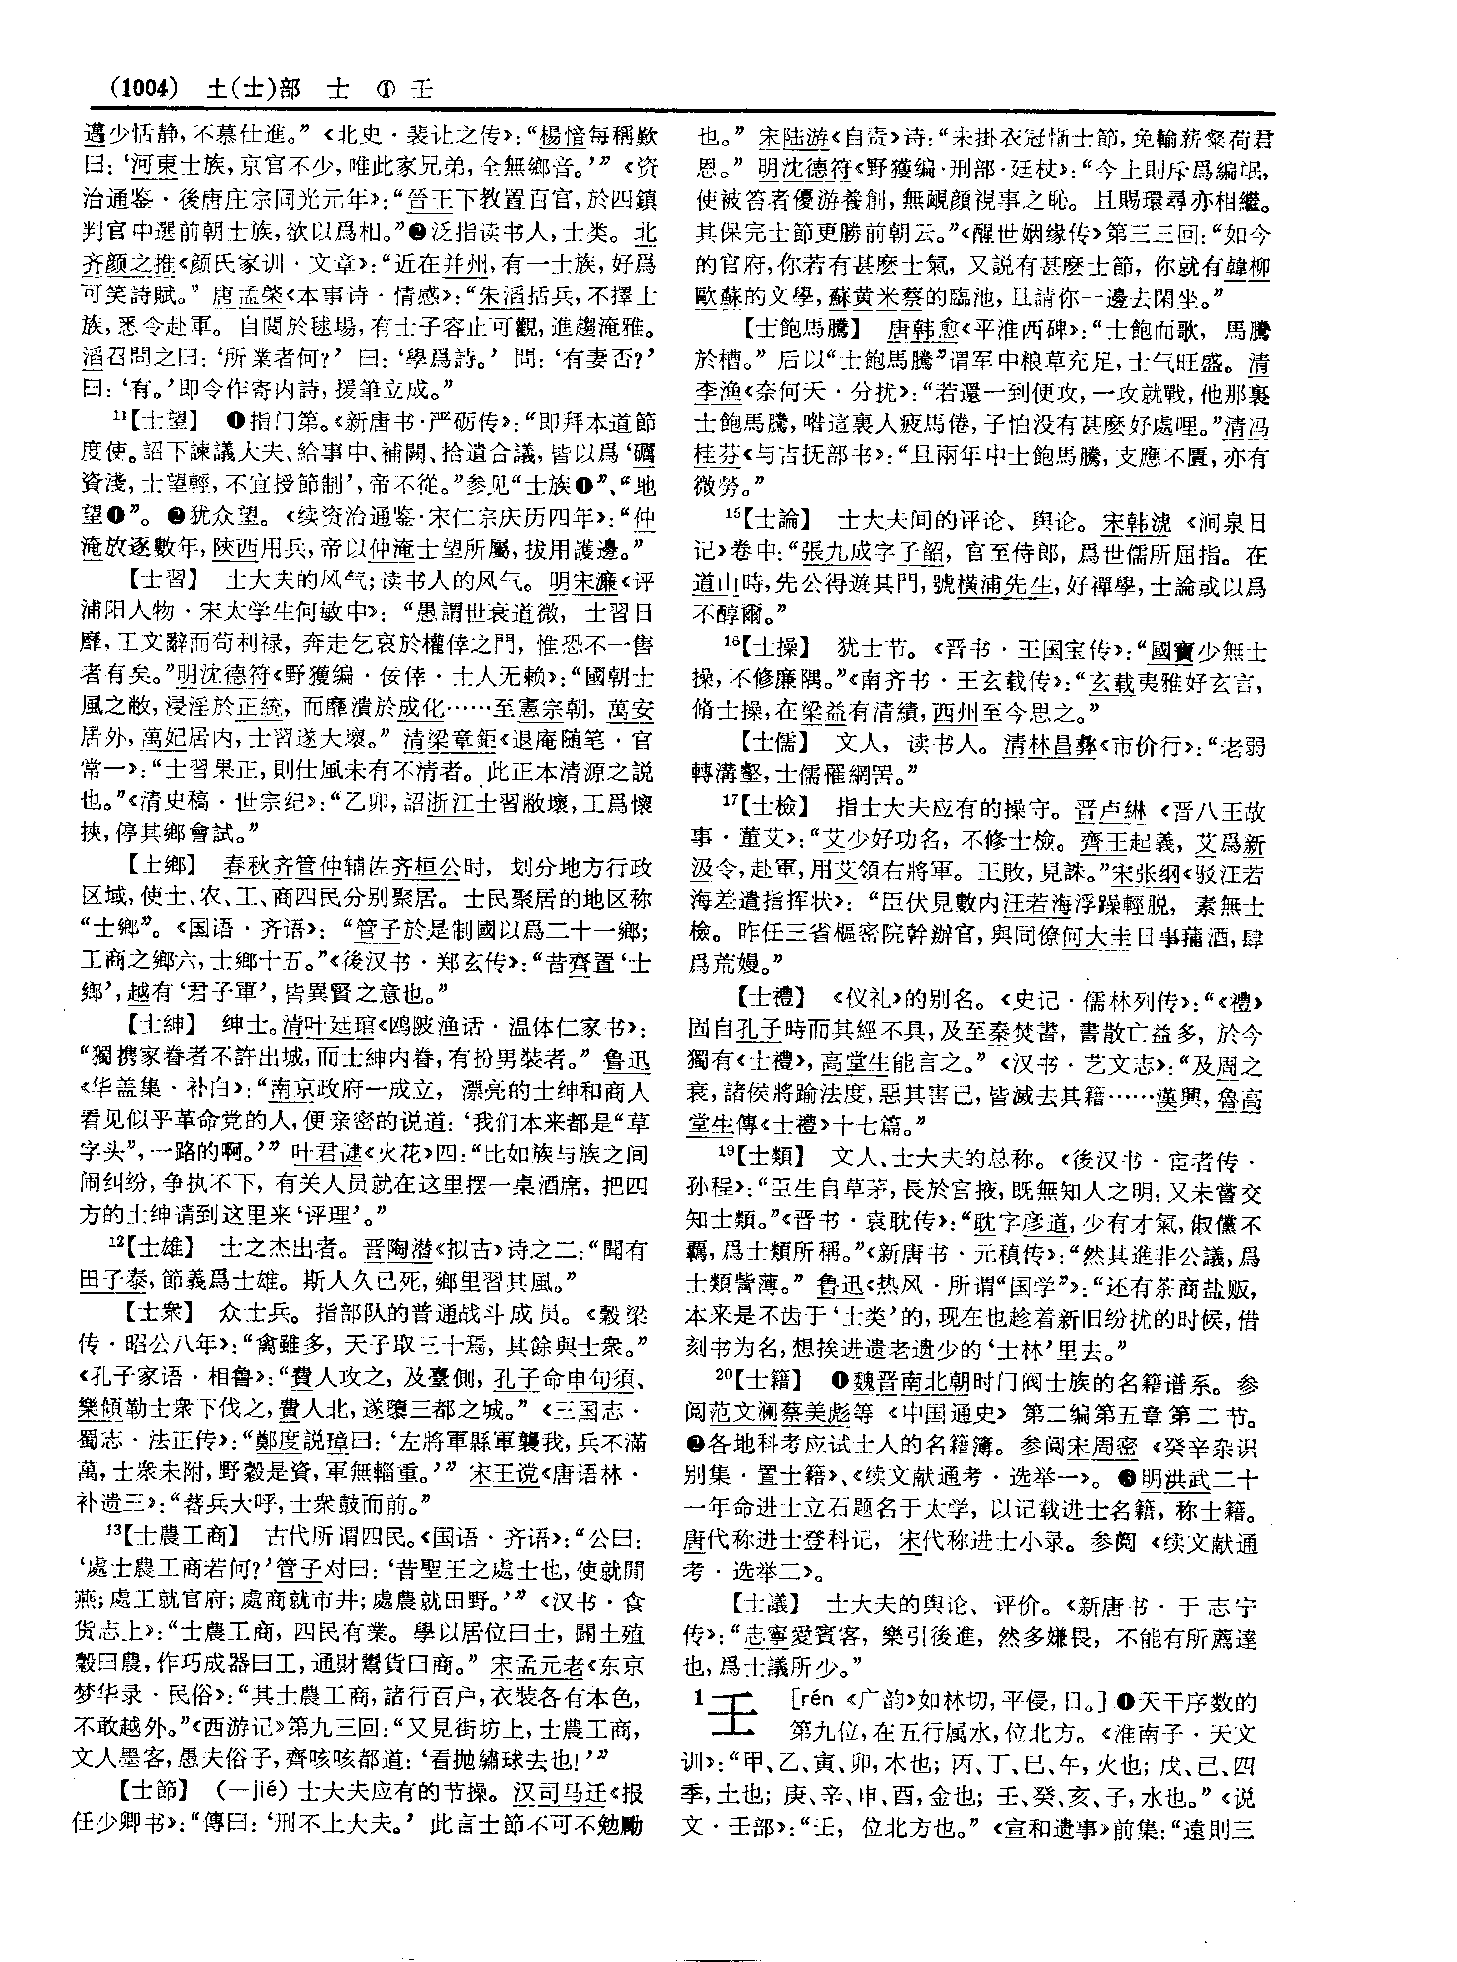 (1004) 土(士)部 士 ① 壬
邁少恬静，不慕仕進。”《北史·裴让之传》：“楊愔每稱歎
曰：‘河東士族，京官不少，唯此家兄弟，全無鄉音。’”《资
治通鉴·後唐庄宗同光元年》：“晉王下教置百官，於四鎮
判官中選前朝士族，欲以爲相。”❷泛指读书人，士类。北
齐颜之推《颜氏家训·文章》：“近在并州，有一士族，好爲
可笑詩賦。”唐孟棨《本事诗·情感》：“朱滔括兵，不擇士
族，悉令赴軍。自閲於毬場，有士子容止可觀，進趨淹雅。
滔召問之曰：‘所業者何？’曰：‘學爲詩。’問：‘有妻否？’
曰：‘有。’即令作寄内詩，援筆立成。”
¹¹【士望】 ❶指门第。《新唐书·严砺传》：“即拜本道節
度使。詔下諫議大夫、給事中、補闕、拾遺合議，皆以爲‘礪
資淺，士望輕，不宜授節制’，帝不從。”参见“士族❶”、“地
望❶”。❷犹众望。《续资治通鉴·宋仁宗庆历四年》：“仲
淹放逐數年，陝西用兵，帝以仲淹士望所屬，拔用護邊。”
【士習】 士大夫的风气；读书人的风气。明宋濂《评
浦阳人物·宋太学生何敏中》：“愚謂世衰道微，士習日
靡，工文辭而苟利禄，奔走乞哀於權倖之門，惟恐不一售
者有矣。”明沈德符《野獲编·佞倖·士人无赖》：“國朝士
風之敝，浸淫於正統，而靡潰於成化……至憲宗朝，萬安
居外，萬妃居内，士習遂大壞。”清梁章鉅《退庵随笔·官
常一》：“士習果正，則仕風未有不清者。此正本清源之説
也。”《清史稿·世宗纪》：“乙卯，詔浙江士習敝壞，工爲懷
挾，停其鄉會試。”
【士鄉】 春秋齐管仲辅佐齐桓公时，划分地方行政
区域，使士、农、工、商四民分别聚居。士民聚居的地区称
“士鄉”。《国语·齐语》：“管子於是制國以爲二十一鄉；
工商之鄉六，士鄉十五。”《後汉书·郑玄传》：“昔齊置‘士
鄉’，越有‘君子軍’，皆異賢之意也。”
【士紳】 绅士。清叶廷琯《鸥陂渔话·温体仁家书》：
“獨携家眷者不許出城，而士紳内眷，有扮男裝者。”鲁迅
《华盖集·补白》：“南京政府一成立，漂亮的士绅和商人
看见似乎革命党的人，便亲密的说道：‘我们本来都是“草
字头”，一路的啊。’”叶君健《火花》四：“比如族与族之间
闹纠纷，争执不下，有关人员就在这里摆一桌酒席，把四
方的士绅请到这里来‘评理’。”
¹²【士雄】 士之杰出者。晋陶潜《拟古》诗之二：“聞有
田子泰，節義爲士雄。斯人久已死，鄉里習其風。”
【士衆】 众士兵。指部队的普通战斗成员。《穀梁
传·昭公八年》：“禽雖多，天子取三十焉，其餘與士衆。”
《孔子家语·相鲁》：“費人攻之，及臺側，孔子命申句須、
樂頎勒士衆下伐之，費人北，遂隳三都之城。”《三国志·
蜀志·法正传》：“鄭度説璋曰：‘左將軍縣軍襲我，兵不滿
萬，士衆未附，野穀是資，軍無輜重。’”宋王谠《唐语林·
补遗三》：“蕃兵大呼，士衆鼓而前。”
¹³【士農工商】 古代所谓四民。《国语·齐语》：“公曰：
‘處士農工商若何？’管子对曰：‘昔聖王之處士也，使就閒
燕；處工就官府；處商就市井；處農就田野。’”《汉书·食
货志上》：“士農工商，四民有業。學以居位曰士，闢土殖
穀曰農，作巧成器曰工，通財鬻貨曰商。”宋孟元老《东京
梦华录·民俗》：“其士農工商，諸行百户，衣裝各有本色，
不敢越外。”《西游记》第九三回：“又見街坊上，士農工商，
文人墨客，愚夫俗子，齊咳咳都道：‘看抛繡球去也！’”
【士節】 （一jié）士大夫应有的节操。汉司马迁《报
任少卿书》：“傳曰：‘刑不上大夫。’此言士節不可不勉勵
也。”宋陆游《自责》诗：“未掛衣冠慚士節，免輸薪粲荷君
恩。”明沈德符《野獲编·刑部·廷杖》：“今上則斥爲編氓，
使被笞者優游養創，無覥顔視事之恥。且賜環尋亦相繼。
其保完士節更勝前朝云。”《醒世姻缘传》第三三回：“如今
的官府，你若有甚麽士氣，又説有甚麽士節，你就有韓柳
歐蘇的文學，蘇黄米蔡的臨池，且請你一邊去閑坐。”
【士飽馬騰】 唐韩愈《平淮西碑》：“士飽而歌，馬騰
於槽。”后以“士飽馬騰”谓军中粮草充足，士气旺盛。清
李渔《奈何天·分扰》：“若還一到便攻，一攻就戰，他那裏
士飽馬騰，喒這裏人疲馬倦，子怕没有甚麽好處哩。”清冯
桂芬《与吉抚部书》：“且兩年中士飽馬騰，支應不匱，亦有
微勞。”
¹⁵【士論】 士大夫间的评论、舆论。宋韩淲《涧泉日
记》卷中：“張九成字子韶，官至侍郎，爲世儒所屈指。在
道山時，先公得遊其門，號横浦先生，好禪學，士論或以爲
不醇爾。”
¹⁶【士操】 犹士节。《晋书·王国宝传》：“國寶少無士
操，不修廉隅。”《南齐书·王玄载传》：“玄载夷雅好玄言，
脩士操，在梁益有清績，西州至今思之。”
【士儒】 文人，读书人。清林昌彝《市价行》：“老弱
轉溝壑，士儒罹網罟。”
¹⁷【士檢】 指士大夫应有的操守。晋卢綝《晋八王故
事·董艾》：“艾少好功名，不修士檢。齊王起義，艾爲新
汲令，赴軍，用艾領右將軍。王敗，見誅。”宋张纲《驳汪若
海差遣指挥状》：“臣伏見數内汪若海浮躁輕脱，素無士
檢。昨任三省樞密院幹辦官，與同僚何大圭日事蒱酒，肆
爲荒嫚。”
【士禮】 《仪礼》的别名。《史记·儒林列传》：“《禮》
固自孔子時而其經不具，及至秦焚書，書散亡益多，於今
獨有《士禮》，高堂生能言之。”《汉书·艺文志》：“及周之
衰，諸侯將踰法度，惡其害己，皆滅去其籍……漢興，魯高
堂生傳《士禮》十七篇。”
¹⁹【士類】 文人、士大夫的总称。《後汉书·宦者传·
孙程》：“臣生自草茅，長於宫掖，既無知人之明，又未嘗交
知士類。”《晋书·袁耽传》：“耽字彦道，少有才氣，俶儻不
羈，爲士類所稱。”《新唐书·元稹传》：“然其進非公議，爲
士類訾薄。”鲁迅《热风·所谓“国学”》：“还有茶商盐贩，
本来是不齿于‘士类’的，现在也趁着新旧纷扰的时候，借
刻书为名，想挨进遗老遗少的‘士林’里去。”
²⁰【士籍】 ❶魏晋南北朝时门阀士族的名籍谱系。参
阅范文澜蔡美彪等《中国通史》第二编第五章第二节。
❷各地科考应试士人的名籍簿。参阅宋周密《癸辛杂识
别集·置士籍》、《续文献通考·选举一》。❸明洪武二十
一年命进士立石题名于太学，以记载进士名籍，称士籍。
唐代称进士登科记，宋代称进士小录。参阅《续文献通
考·选举二》。
【士議】 士大夫的舆论、评价。《新唐书·于志宁
传》：“志寧愛賓客，樂引後進，然多嫌畏，不能有所薦達
也，爲士議所少。”
¹壬 [rén《广韵》如林切，平侵，日。]❶天干序数的
第九位，在五行属水，位北方。《淮南子·天文
训》：“甲、乙、寅、卯，木也；丙、丁、巳、午，火也；戊、己、四
季，土也；庚、辛、申、酉，金也；壬、癸、亥、子，水也。”《说
文·壬部》：“壬，位北方也。”《宣和遗事》前集：“遠則三